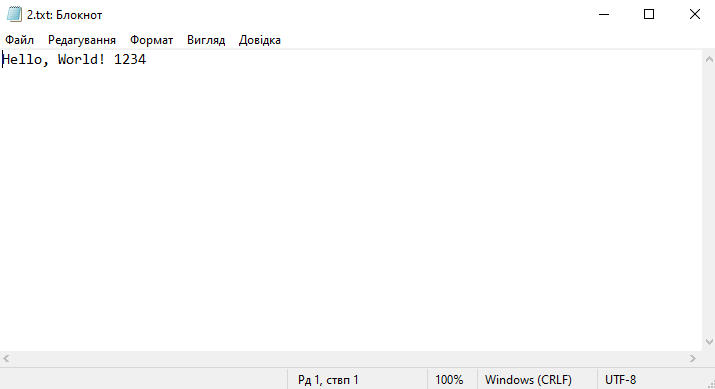 2.txt: Блокнот
Файл Редагування Формат Вигляд Довідка
Hello, World! 1234
Рд 1, ствп 1 100% Windows (CRLF) UTF-8